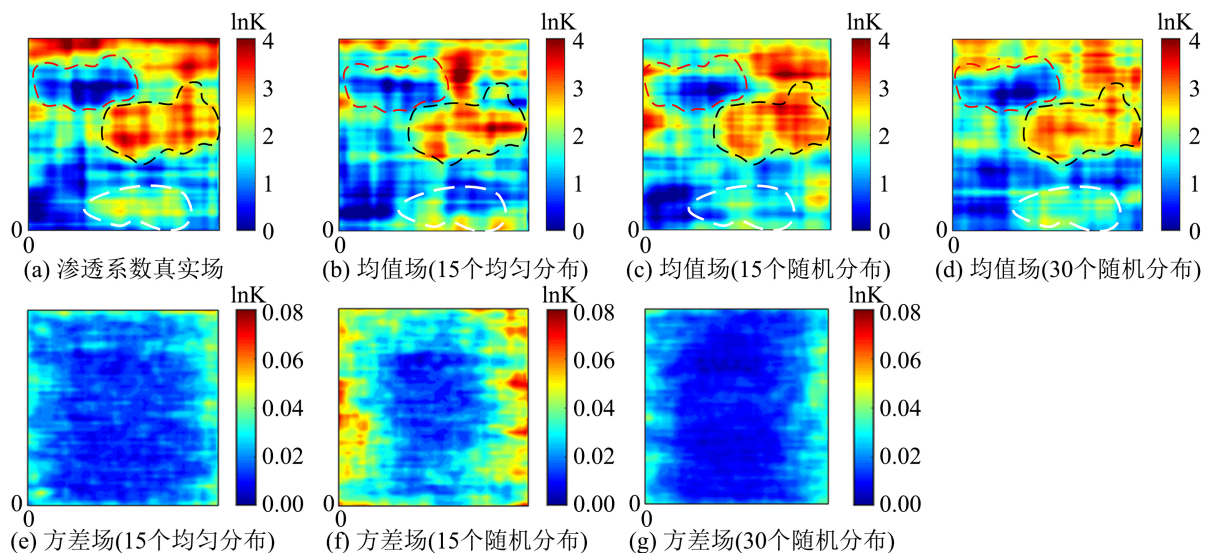 lnK lnK lnK lnK
4 4 4 4
3 3 3 3
2 2 2 2
1 1 1 1
0 0 0 0 0 0 0 0
0 0 0 0
(a) 渗透系数真实场 (b) 均值场(15个均匀分布) (c) 均值场(15个随机分布) (d) 均值场(30个随机分布)
lnK lnK lnK
0.08 0.08 0.08
0.06 0.06 0.06
0.04 0.04 0.04
0.02 0.02 0.02
0 0.00 0 0.00 0 0.00
0 0 0
(e) 方差场(15个均匀分布) (f) 方差场(15个随机分布) (g) 方差场(30个随机分布)